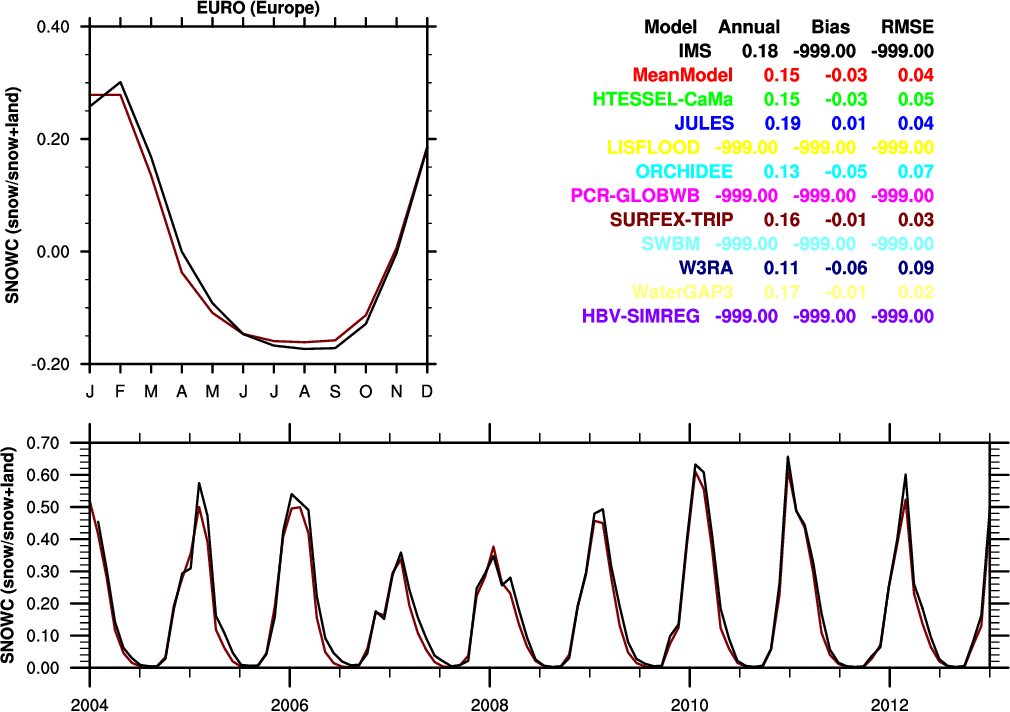 EURO (Europe)
SNOWC (snow/snow+land)
0.40
0.20
0.00
-0.20
J F M A M J J A S O N D
Model Annual Bias RMSE
IMS 0.18 -999.00 -999.00
MeanModel 0.15 -0.03 0.04
HTESSEL-CaMa 0.15 -0.03 0.05
JULES 0.19 0.01 0.04
LISFLOOD -999.00 -999.00 -999.00
ORCHIDEE 0.13 -0.05 0.07
PCR-GLOBWB -999.00 -999.00 -999.00
SURFEX-TRIP 0.16 -0.01 0.03
SWBM -999.00 -999.00 -999.00
W3RA 0.11 -0.06 0.09
WaterGAP3 0.17 -0.01 0.02
HBV-SIMREG -999.00 -999.00 -999.00
SNOWC (snow/snow+land)
0.70
0.60
0.50
0.40
0.30
0.20
0.10
0.00
2004 2006 2008 2010 2012